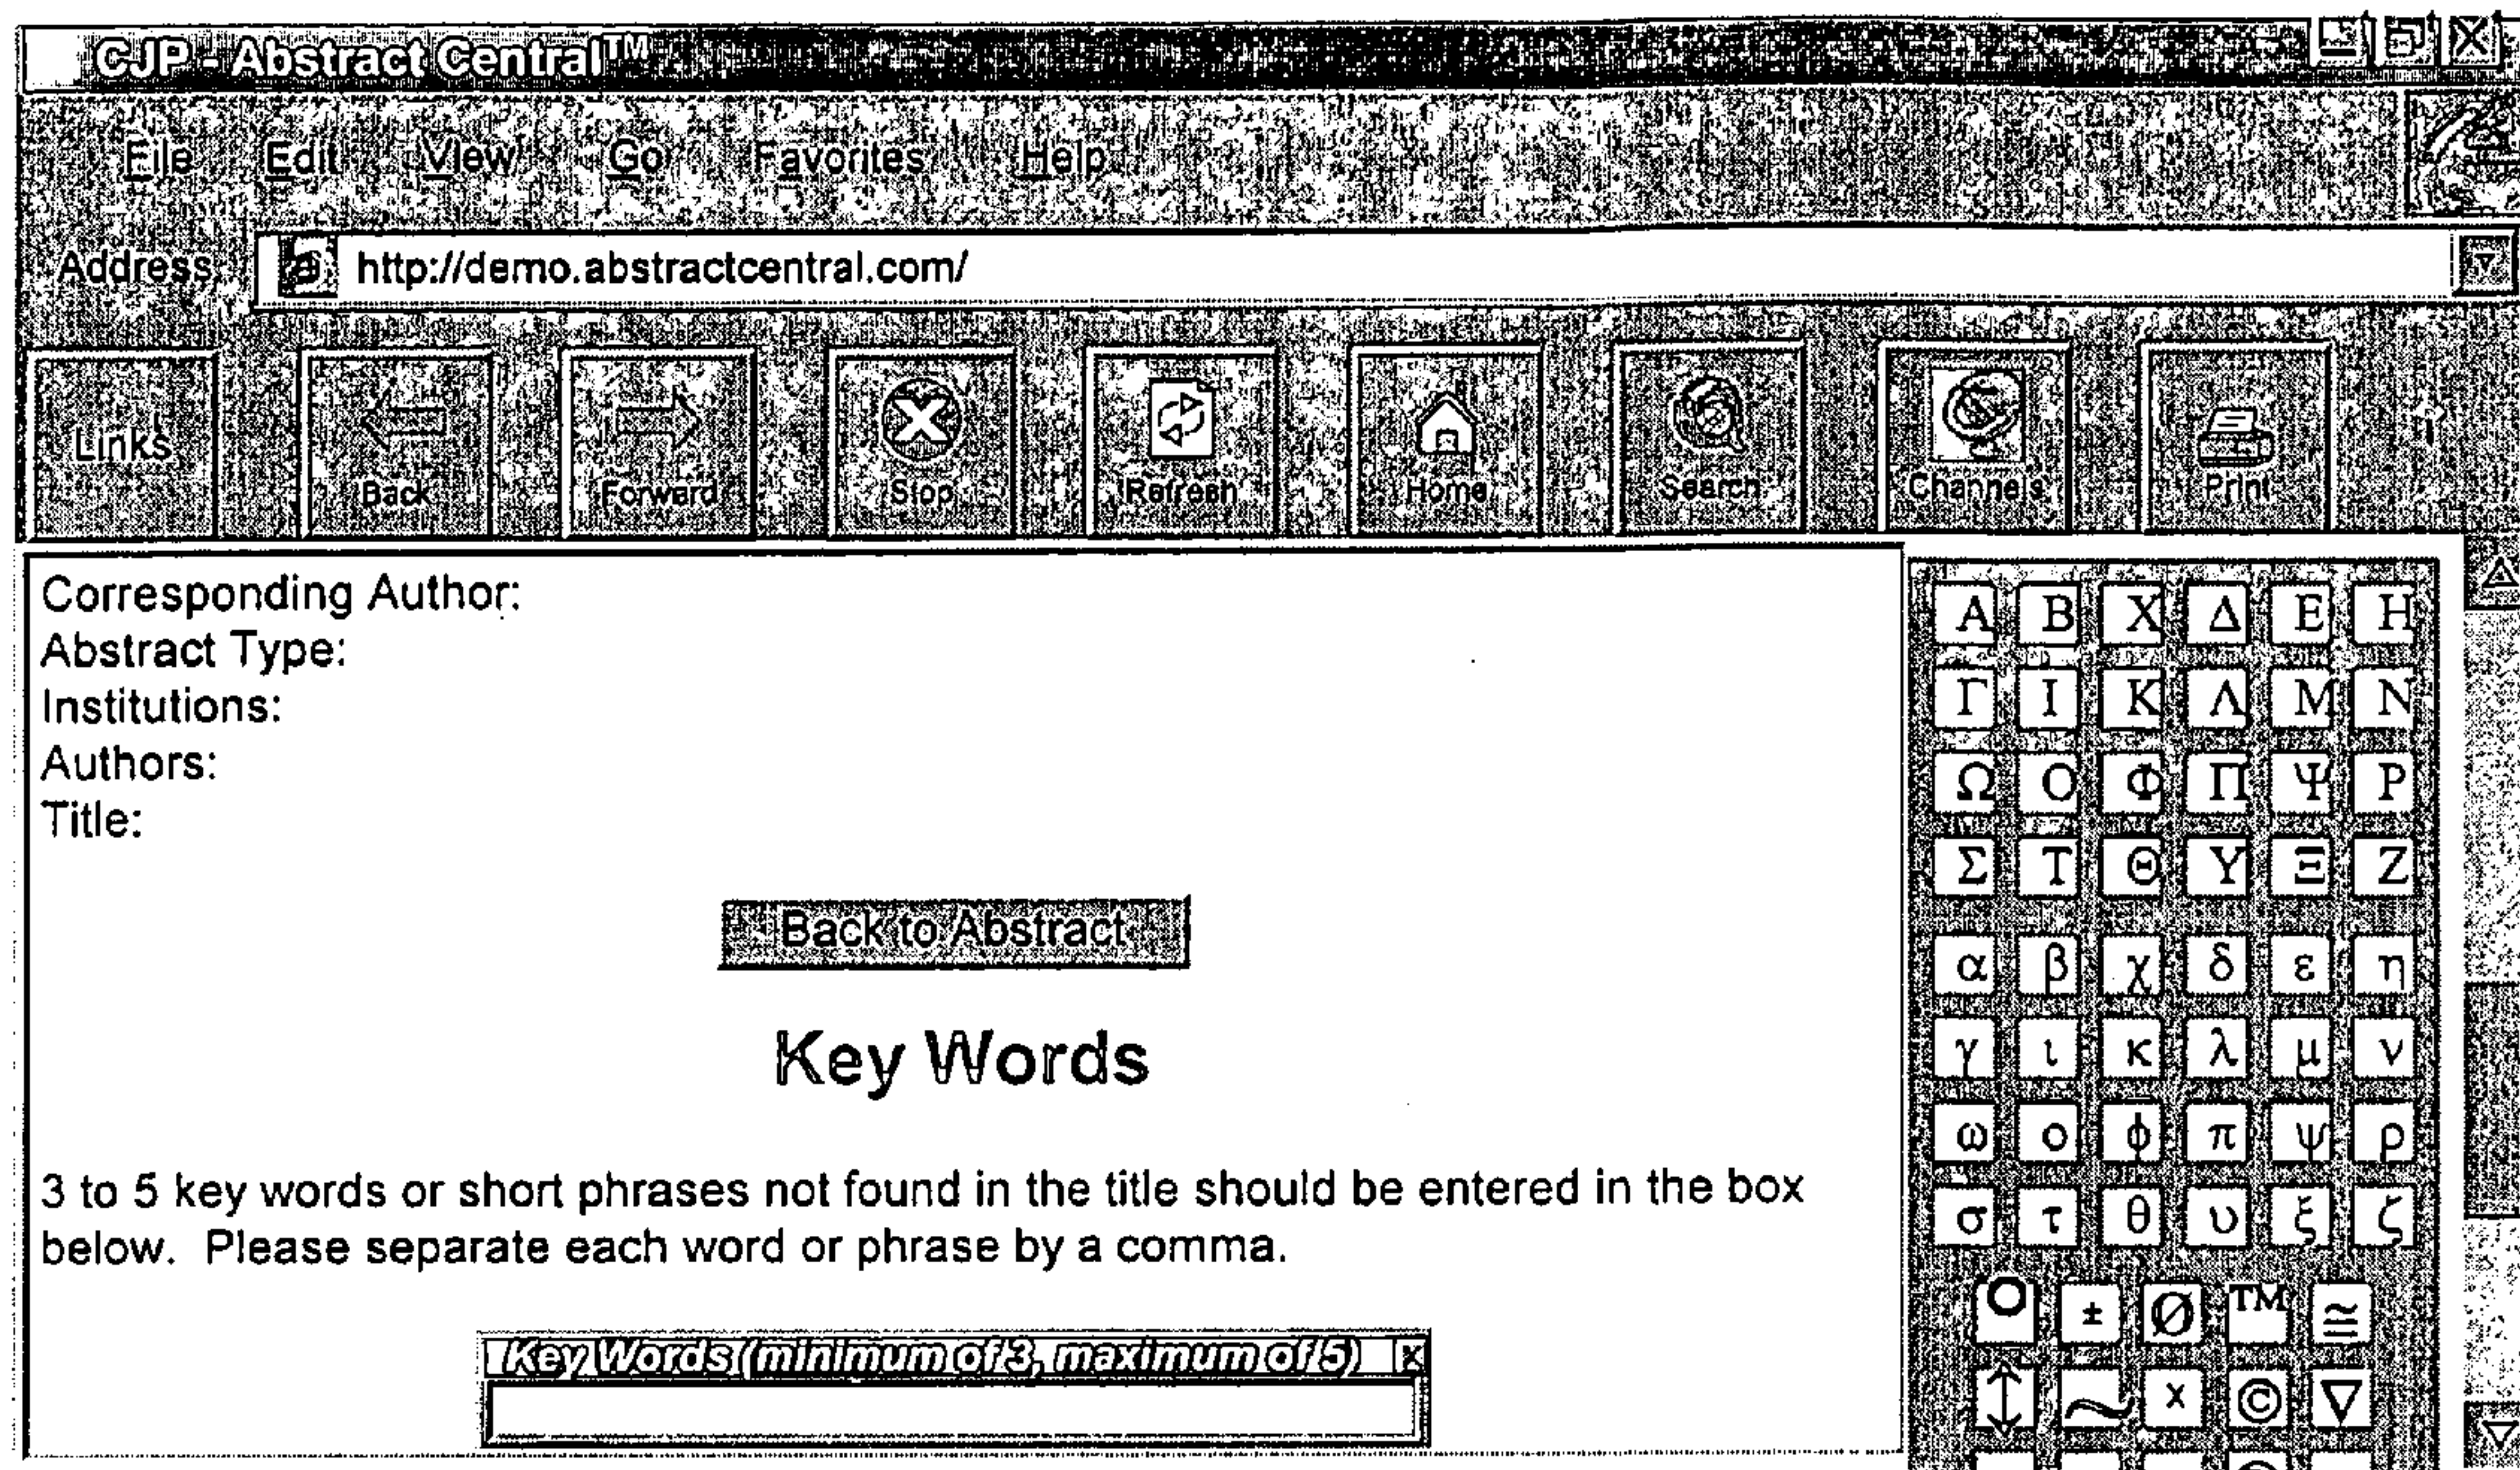 CJP - Abstract Central™
File Edit View Go Favorites Help
Address http://demo.abstractcentral.com/
Links Back Forward Stop Refresh Home Search Channels Print
Corresponding Author:
Abstract Type:
Institutions:
Authors:
Title:
Back to Abstract
Key Words
3 to 5 key words or short phrases not found in the title should be entered in the box
below. Please separate each word or phrase by a comma.
Key Words (minimum of 3, maximum of 5)
Α Β Χ Δ Ε Η
Γ Ι Κ Λ Μ Ν
Ω Ο Φ Π Ψ Ρ
Σ Τ Θ Υ Ξ Ζ
α β χ δ ε η
γ ι κ λ μ ν
ω ο ϕ π ψ ρ
σ τ θ υ ξ ζ
° ± Ø ™ ≅
↕ ~ x © ∇